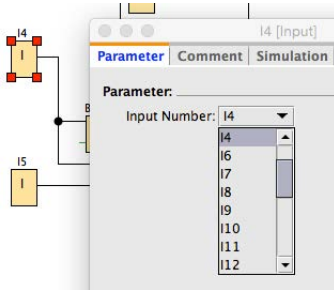 I4
I
B
I5
I
I4 [Input]
Parameter Comment Simulation
Parameter:
Input Number: I4
I4
I6
I7
I8
I9
I10
I11
I12